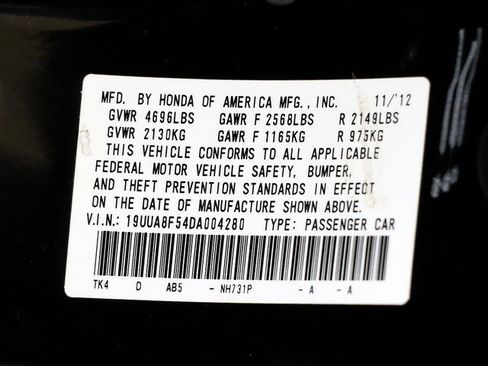 MFD. BY HONDA OF AMERICA MFG., INC. 11/'12
GVWR 4696LBS GAWR F 2568LBS R 2149LBS
GVWR 2130KG GAWR F 1165KG R 975KG
THIS VEHICLE CONFORMS TO ALL APPLICABLE
FEDERAL MOTOR VEHICLE SAFETY, BUMPER,
AND THEFT PREVENTION STANDARDS IN EFFECT
ON THE DATE OF MANUFACTURE SHOWN ABOVE.
V.I.N.: 19UUA8F54DA004280 TYPE: PASSENGER CAR
TK4 D AB5 - NH731P - A - A